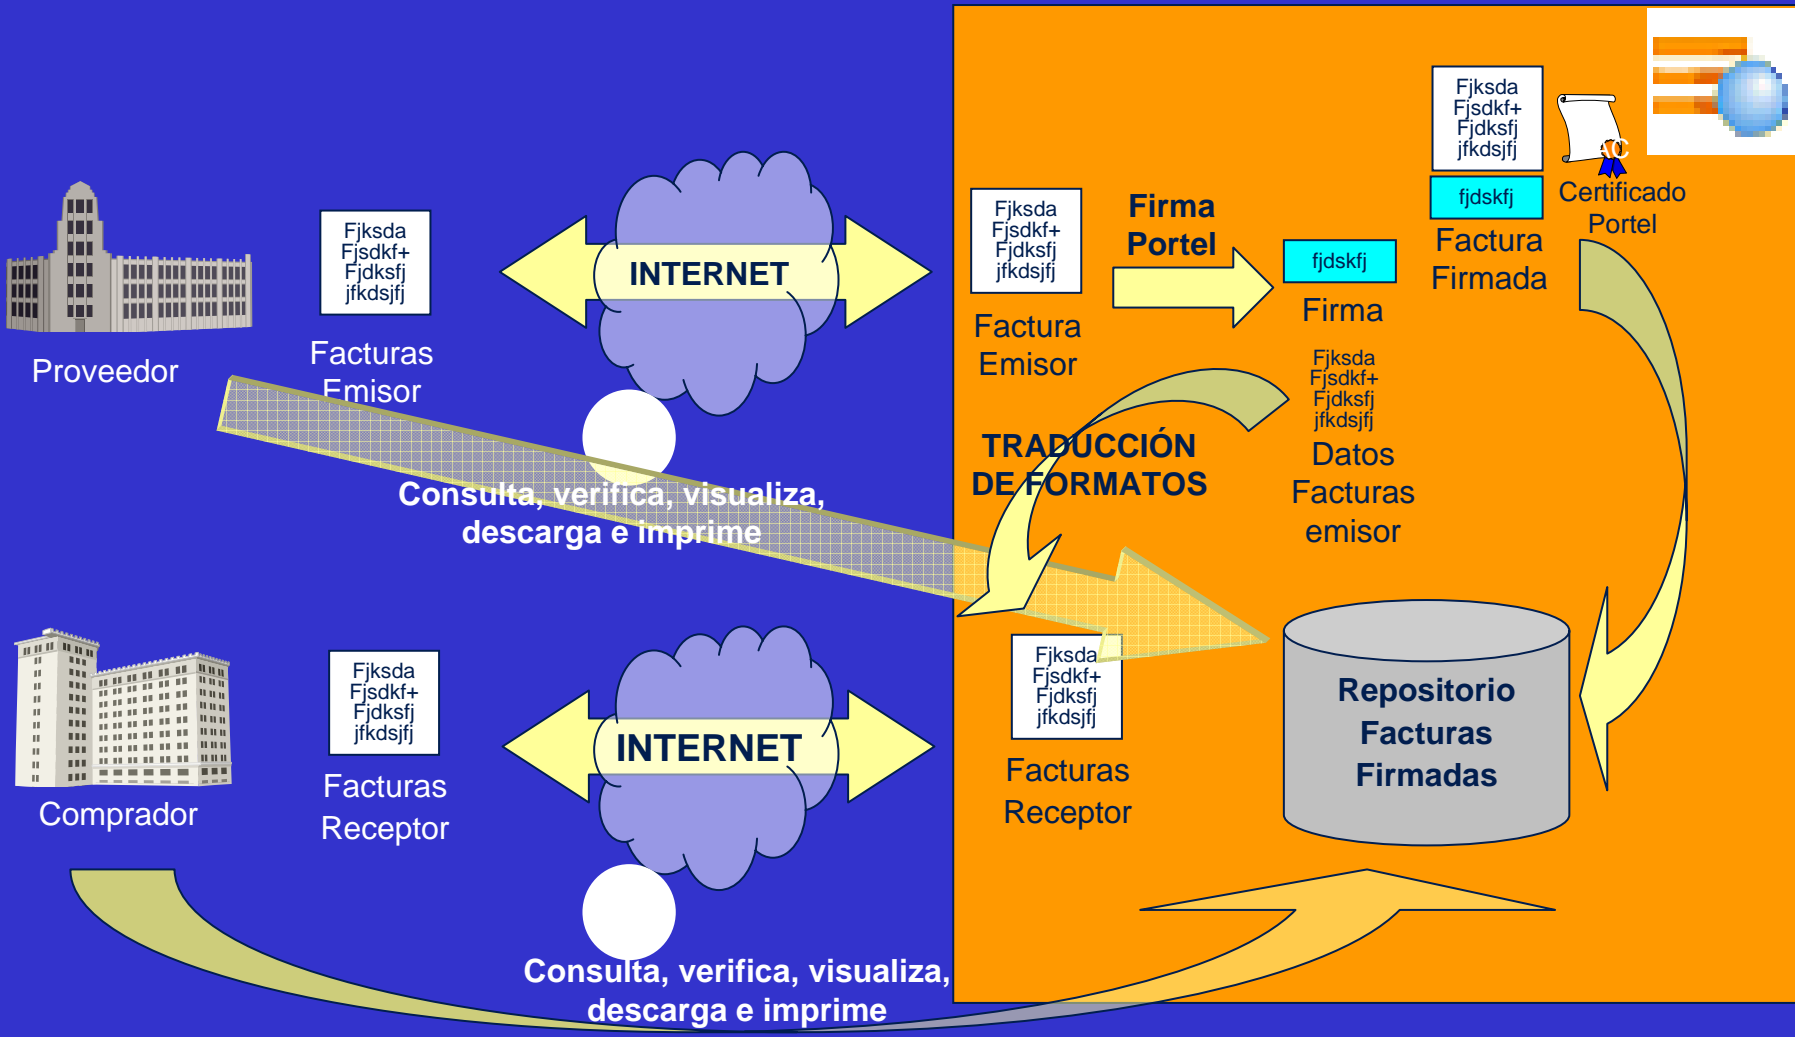 Proveedor
Fjksda
Fjsdkf+
Fjdksfj
jfkdsjfj
Facturas
Emisor
INTERNET
Consulta, verifica, visualiza,
descarga e imprime
Fjksda
Fjsdkf+
Fjdksfj
jfkdsjfj
Factura
Emisor
Firma
Portel
fjdskfj
Firma
Fjksda
Fjsdkf+
Fjdksfj
jfkdsjfj
fjdskfj
Factura
Firmada
AC
Certificado
Portel
Fjksda
Fjsdkf+
Fjdksfj
jfkdsjfj
Datos
Facturas
emisor
TRADUCCIÓN
DE FORMATOS
Comprador
Fjksda
Fjsdkf+
Fjdksfj
jfkdsjfj
Facturas
Receptor
INTERNET
Fjksda
Fjsdkf+
Fjdksfj
jfkdsjfj
Facturas
Receptor
Repositorio
Facturas
Firmadas
Consulta, verifica, visualiza,
descarga e imprime